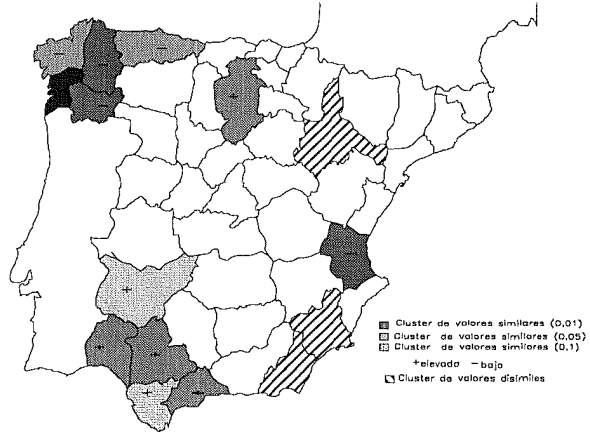 Cluster de valores similares (0,01)
Cluster de valores similares (0,05)
Cluster de valores similares (0,1)
+elevado −bajo
Cluster de valores disímiles